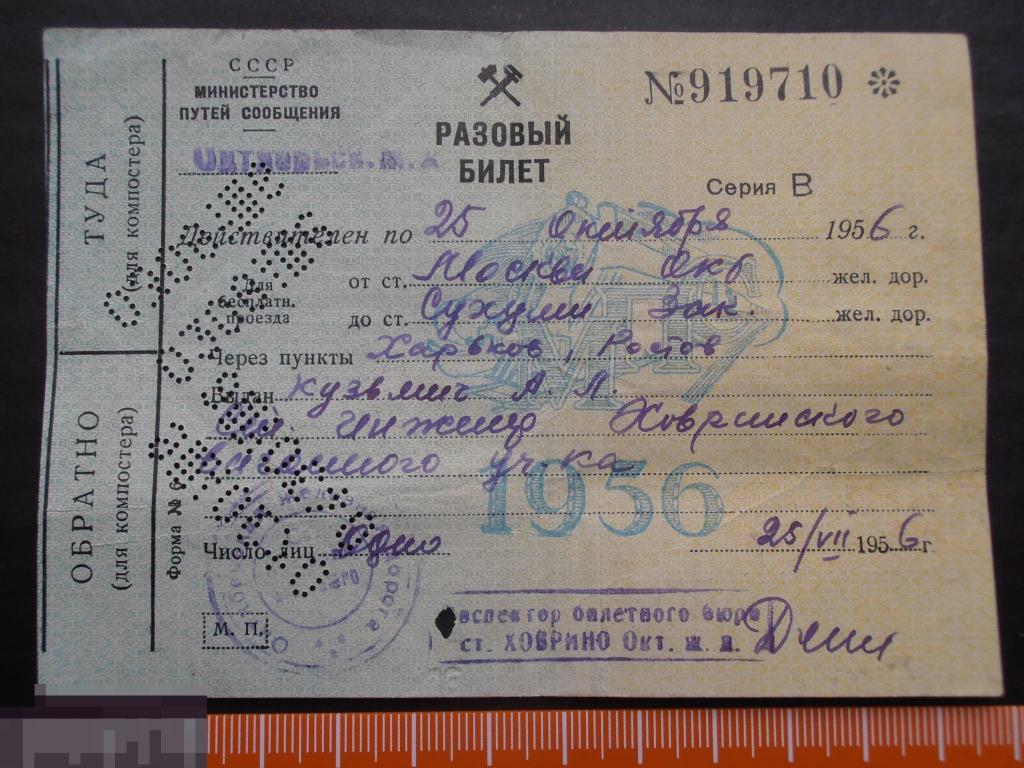 СССР
МИНИСТЕРСТВО
ПУТЕЙ СООБЩЕНИЯ
РАЗОВЫЙ
БИЛЕТ
№919710
Серия В
Действителен по 25 Октября 1956 г.
от ст. Москва Окт жел. дор.
Для бесплатн. проезда
до ст. Сухуми Зак. жел. дор.
Через пункты Харьков, Ростов
Выдан Кузьмич А. Л.
инженер Ховринского
уч-ка
1956
Число лиц Одно
25/VII 1956 г
М. П.
инспектор билетного бюро
ст. ХОВРИНО Окт. ж. д.
Форма № 6
ТУДА
(для компостера)
ОБРАТНО
(для компостера)